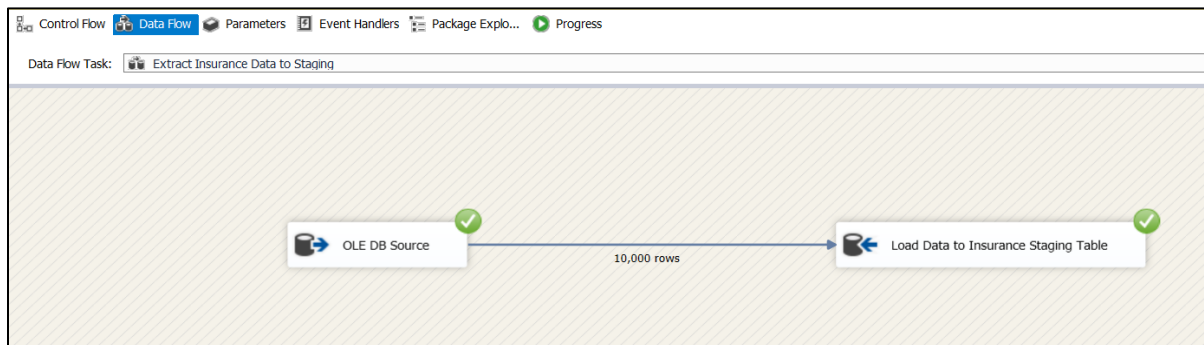 Control Flow Data Flow Parameters Event Handlers Package Explo... Progress
Data Flow Task: Extract Insurance Data to Staging
OLE DB Source Load Data to Insurance Staging Table
10,000 rows